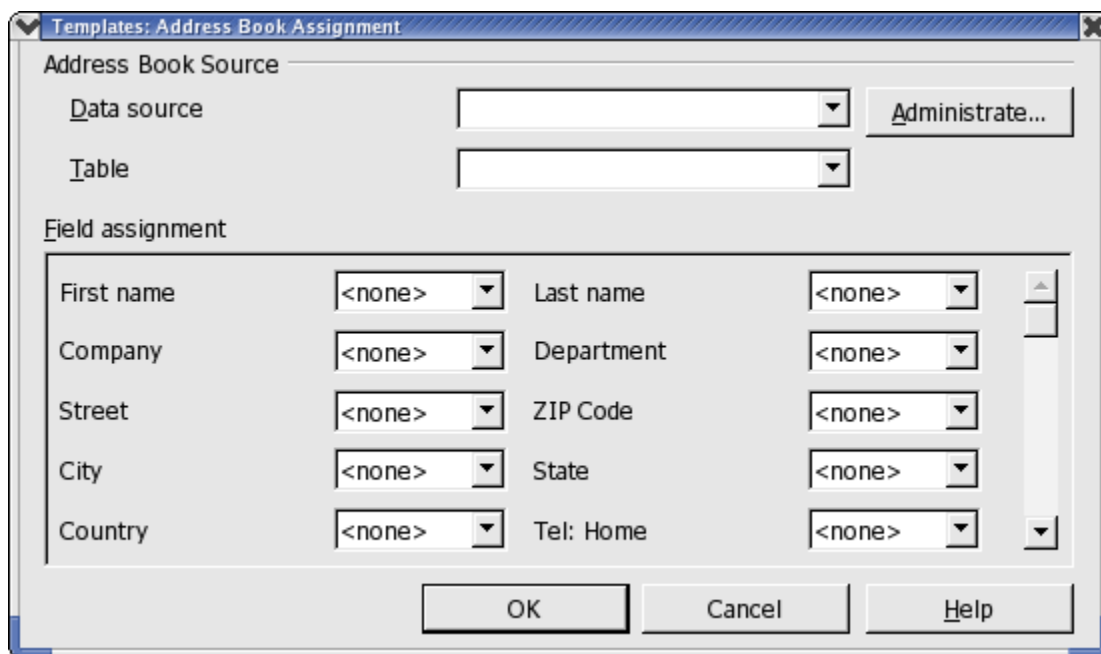 Templates: Address Book Assignment
Address Book Source
Data source Administrate...
Table
Field assignment
First name <none> Last name <none>
Company <none> Department <none>
Street <none> ZIP Code <none>
City <none> State <none>
Country <none> Tel: Home <none>
OK Cancel Help